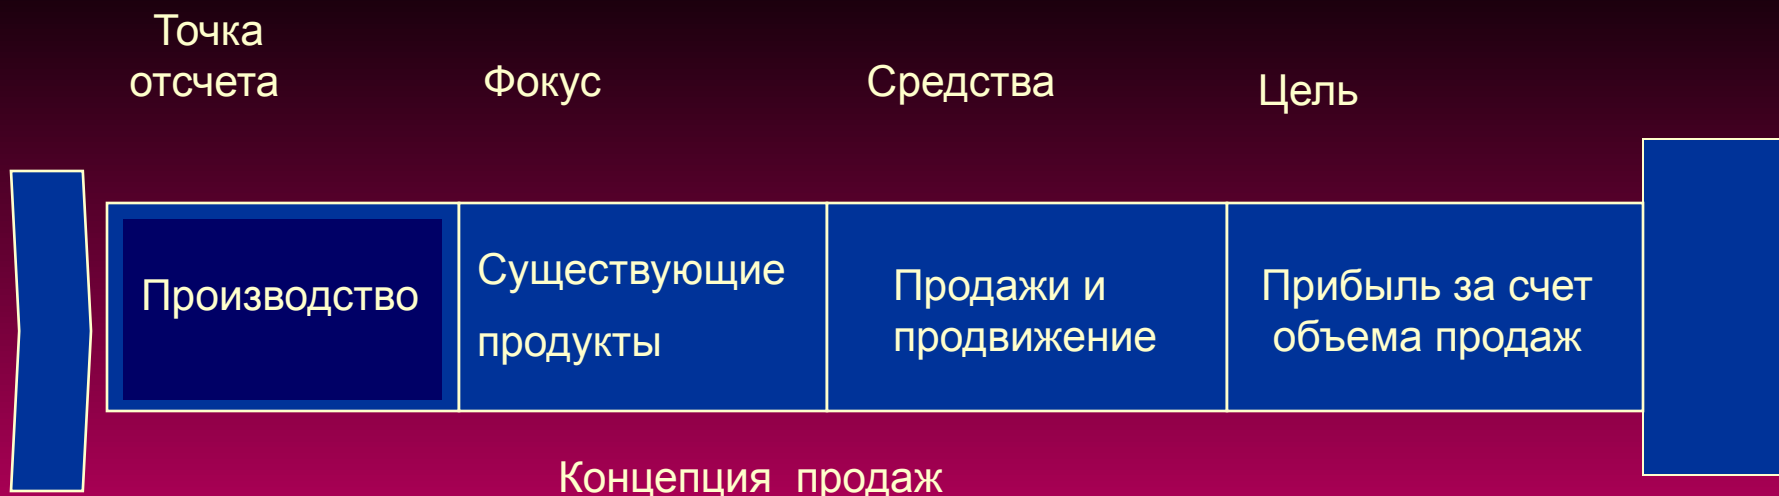 Точка
отсчета
Фокус
Средства
Цель
Производство
Существующие
продукты
Продажи и
продвижение
Прибыль за счет
объема продаж
Концепция продаж